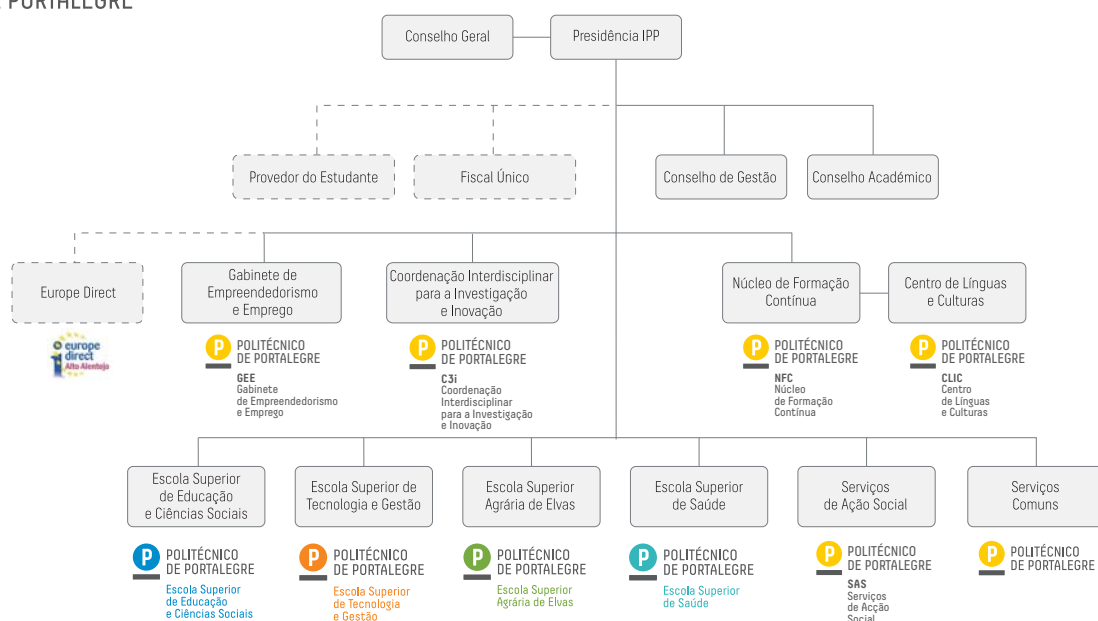 PORTALEGRE
Conselho Geral
Presidência IPP
Provedor do Estudante
Fiscal Único
Conselho de Gestão
Conselho Académico
Europe Direct
Gabinete de
Empreendedorismo
e Emprego
Coordenação Interdisciplinar
para a Investigação
e Inovação
Núcleo de Formação
Contínua
Centro de Línguas
e Culturas
europe
direct
Alto Alentejo
P
POLITÉCNICO
DE PORTALEGRE
GEE
Gabinete
de Empreendedorismo
e Emprego
P
POLITÉCNICO
DE PORTALEGRE
C3i
Coordenação
Interdisciplinar
para a Investigação
e Inovação
P
POLITÉCNICO
DE PORTALEGRE
NFC
Núcleo
de Formação
Contínua
P
POLITÉCNICO
DE PORTALEGRE
CLIC
Centro
de Línguas
e Culturas
Escola Superior
de Educação
e Ciências Sociais
Escola Superior de
Tecnologia e Gestão
Escola Superior
Agrária de Elvas
Escola Superior
de Saúde
Serviços
de Ação Social
Serviços
Comuns
P
POLITÉCNICO
DE PORTALEGRE
Escola Superior
de Educação
e Ciências Sociais
P
POLITÉCNICO
DE PORTALEGRE
Escola Superior
de Tecnologia
e Gestão
P
POLITÉCNICO
DE PORTALEGRE
Escola Superior
Agrária de Elvas
P
POLITÉCNICO
DE PORTALEGRE
Escola Superior
de Saúde
P
POLITÉCNICO
DE PORTALEGRE
SAS
Serviços
de Acção
Social
P
POLITÉCNICO
DE PORTALEGRE